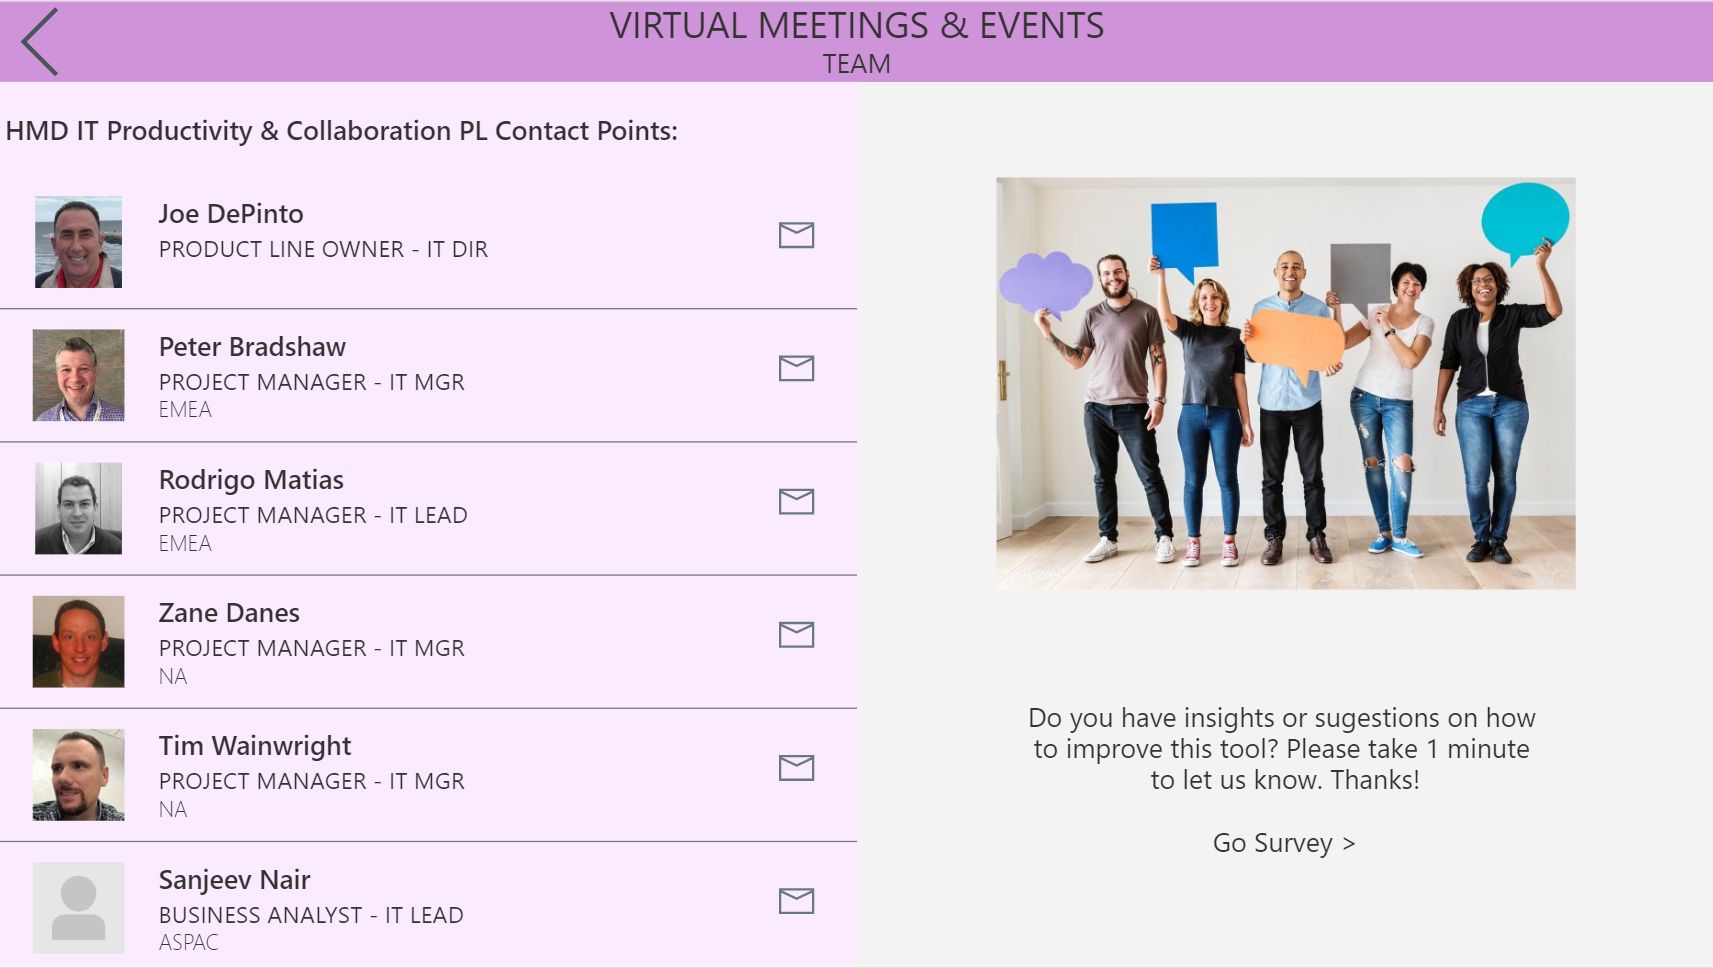 VIRTUAL MEETINGS & EVENTS
TEAM
HMD IT Productivity & Collaboration PL Contact Points:
Joe DePinto
PRODUCT LINE OWNER - IT DIR
Peter Bradshaw
PROJECT MANAGER - IT MGR
EMEA
Rodrigo Matias
PROJECT MANAGER - IT LEAD
EMEA
Zane Danes
PROJECT MANAGER - IT MGR
NA
Tim Wainwright
PROJECT MANAGER - IT MGR
NA
Sanjeev Nair
BUSINESS ANALYST - IT LEAD
ASPAC
rawpixel
Do you have insights or sugestions on how
to improve this tool? Please take 1 minute
to let us know. Thanks!
Go Survey >